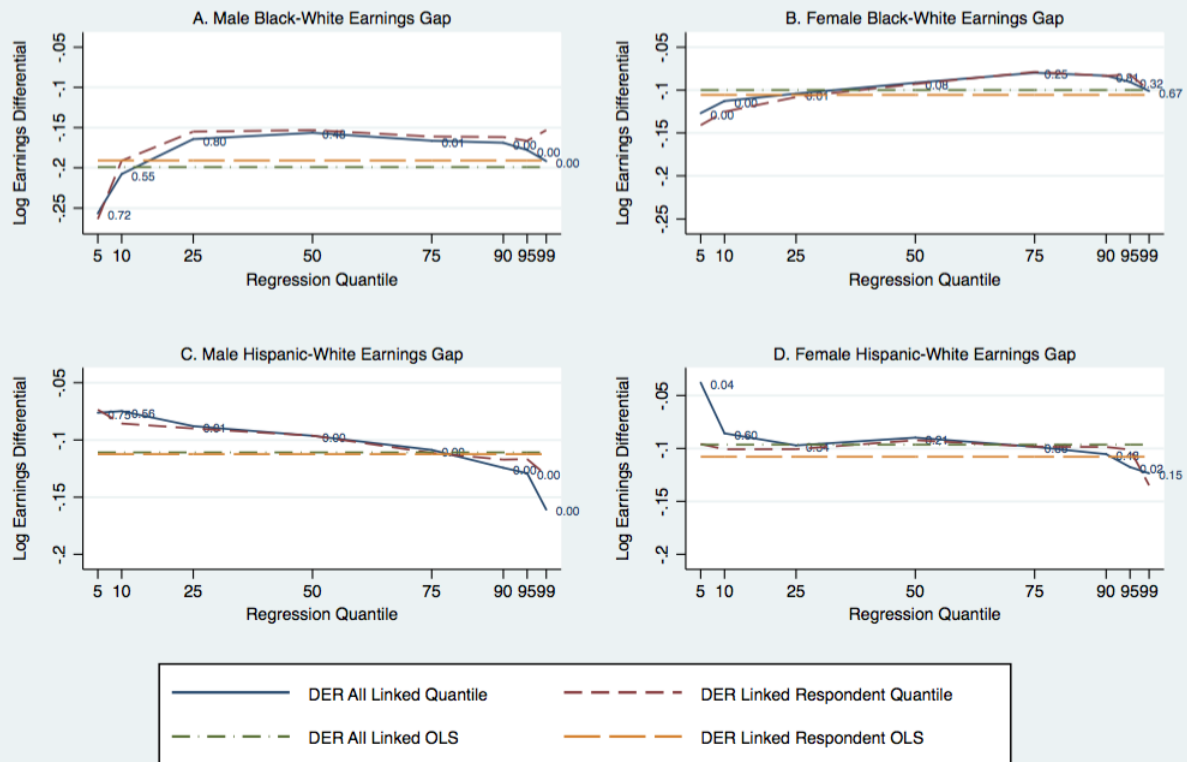 A. Male Black-White Earnings Gap
Log Earnings Differential
-.05
-.1
-.15
-.2
-.25
0.72
0.55
0.80
0.48
0.01
0.00
0.00
0.00
5 10 25 50 75 90 95 99
Regression Quantile
B. Female Black-White Earnings Gap
Log Earnings Differential
-.05
-.1
-.15
-.2
-.25
0.00
0.00
0.01
0.08
0.25
0.32
0.67
5 10 25 50 75 90 95 99
Regression Quantile
C. Male Hispanic-White Earnings Gap
Log Earnings Differential
-.05
-.1
-.15
-.2
0.75
0.56
0.00
0.00
0.00
0.00
0.00
5 10 25 50 75 90 95 99
Regression Quantile
D. Female Hispanic-White Earnings Gap
Log Earnings Differential
-.05
-.1
-.15
-.2
0.04
0.60
0.21
0.02
0.15
5 10 25 50 75 90 95 99
Regression Quantile
DER All Linked Quantile
DER Linked Respondent Quantile
DER All Linked OLS
DER Linked Respondent OLS